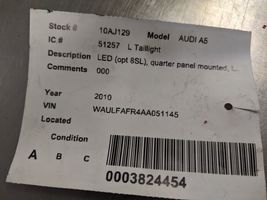 Stock # 10AJ129 Model AUDI A5
IC # 51257 L Taillight
Description LED (opt 8SL), quarter panel mounted, L.
Comments 000
Year 2010
VIN WAULFAFR4AA051145
Located
Condition
A B C
0003824454